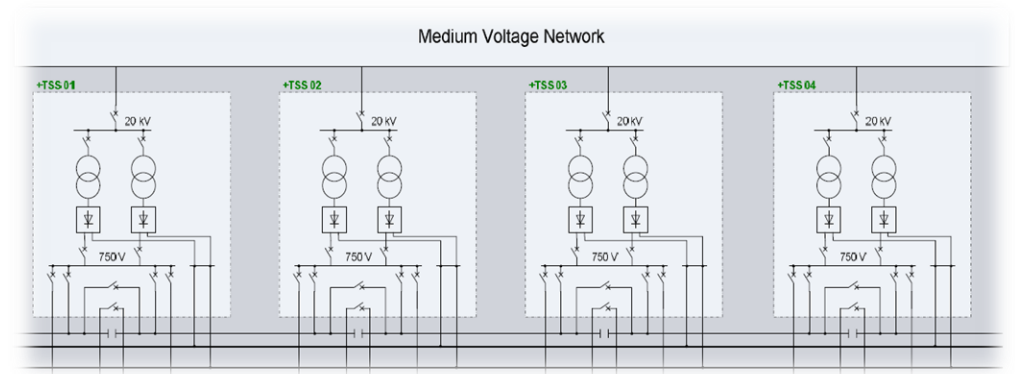 Medium Voltage Network
+TSS 01
+TSS 02
+TSS 03
+TSS 04
20 kV
20 kV
20 kV
20 kV
750 V
750 V
750 V
750 V